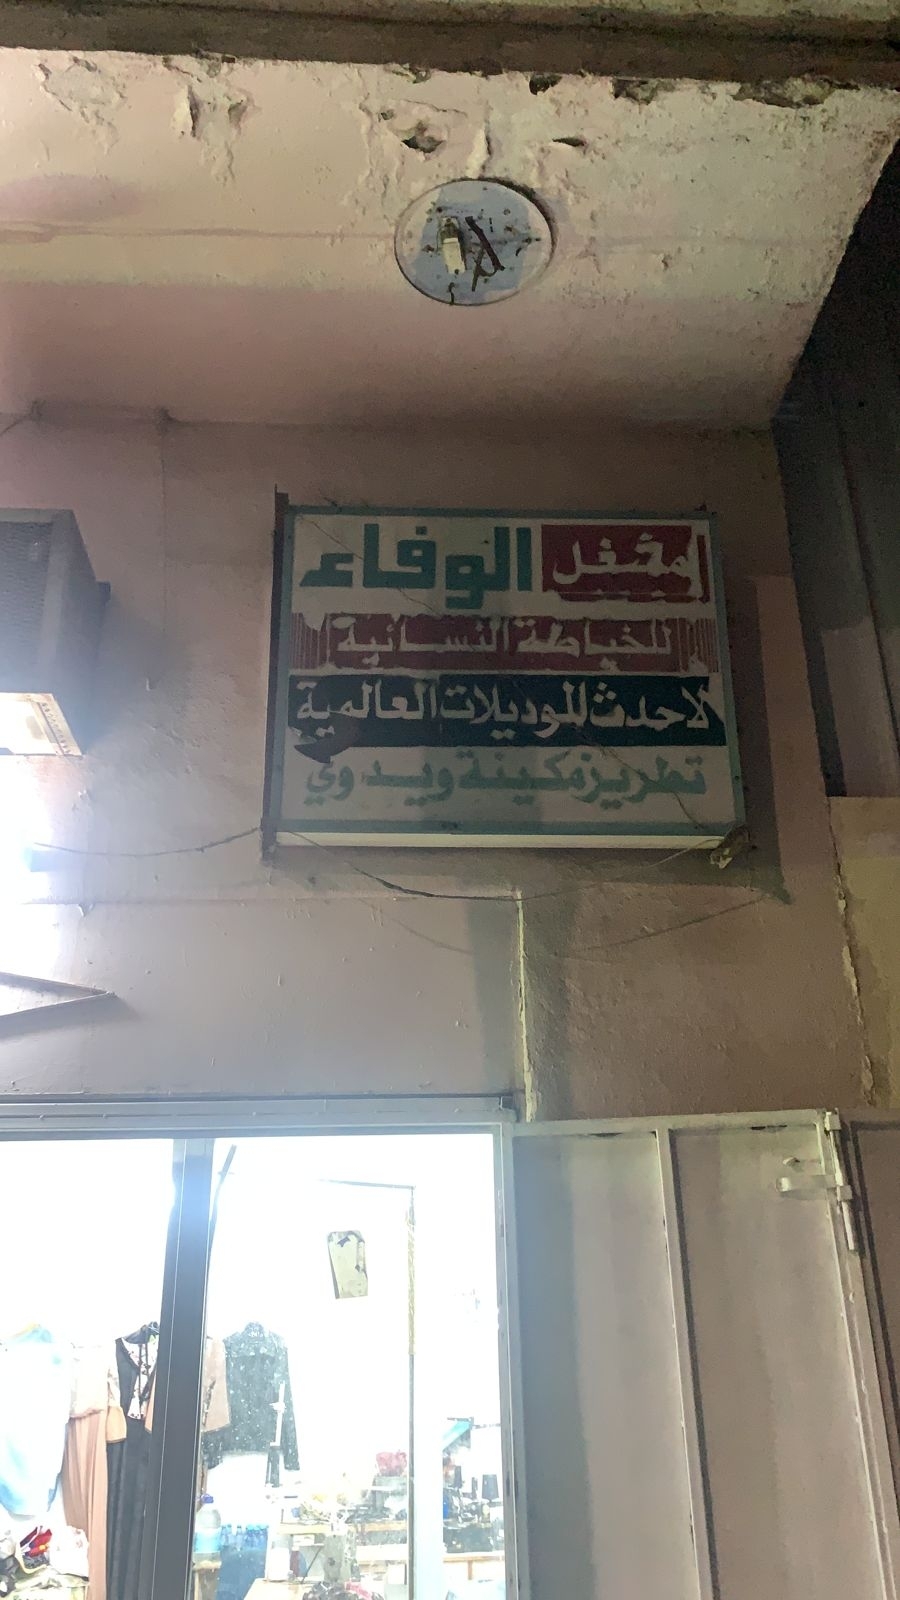 مشغل الوفاء
للخياطة النسائية
لاحدث الموديلات العالمية
تطريز مكينة ويدوي